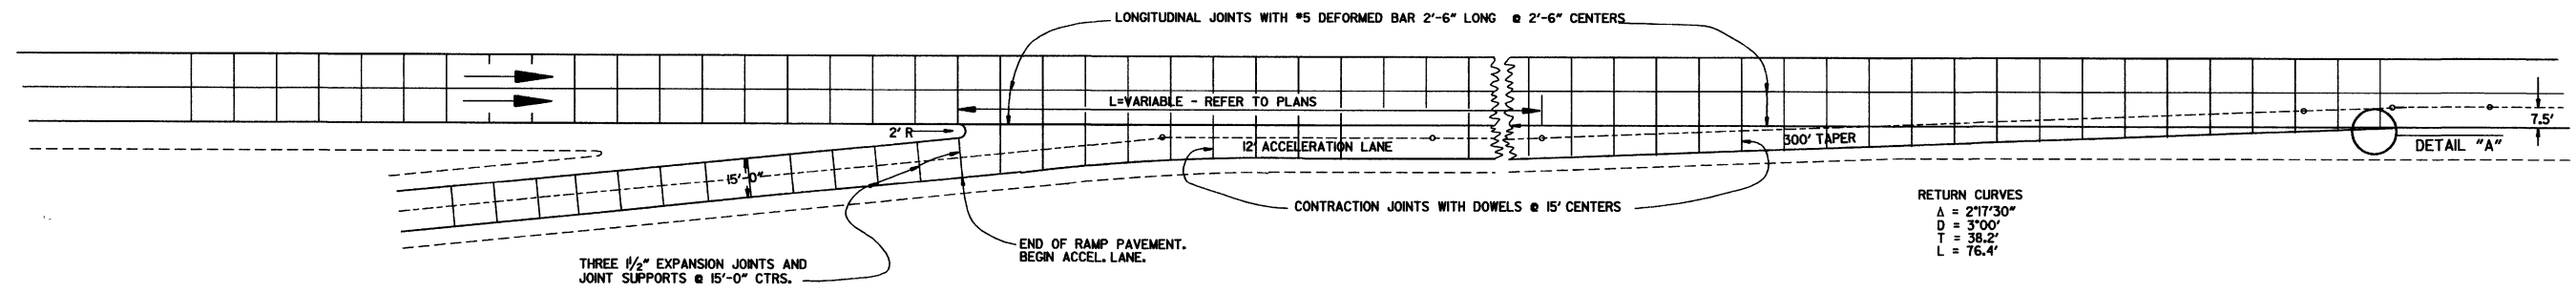 LONGITUDINAL JOINTS WITH #5 DEFORMED BAR 2'-6" LONG @ 2'-6" CENTERS
L=VARIABLE - REFER TO PLANS
2' R
7.5'
12' ACCELERATION LANE
300' TAPER
DETAIL "A"
15'-0"
CONTRACTION JOINTS WITH DOWELS @ 15' CENTERS
RETURN CURVES
Δ = 2°17'30"
D = 3°00'
T = 38.2'
L = 76.4'
END OF RAMP PAVEMENT.
BEGIN ACCEL. LANE.
THREE 1 1/2" EXPANSION JOINTS AND
JOINT SUPPORTS @ 15'-0" CTRS.